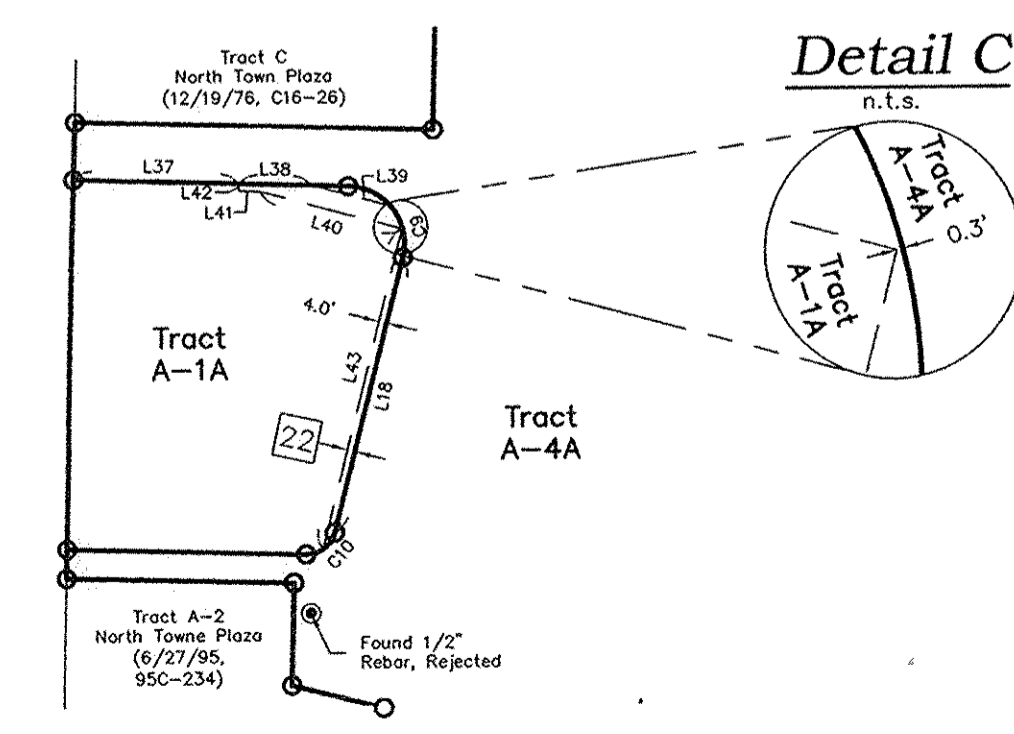 Tract C
North Town Plaza
(12/19/76, C16-26)
Detail C
n.t.s.
Tract
A-4A
0.3'
Tract
A-1A
L37
L38
L39
L42
L41
L40
C9
4.0'
Tract
A-1A
L43
L18
Tract
A-4A
22
C10
Tract A-2
North Towne Plaza
(6/27/95,
95C-234)
Found 1/2"
Rebar, Rejected